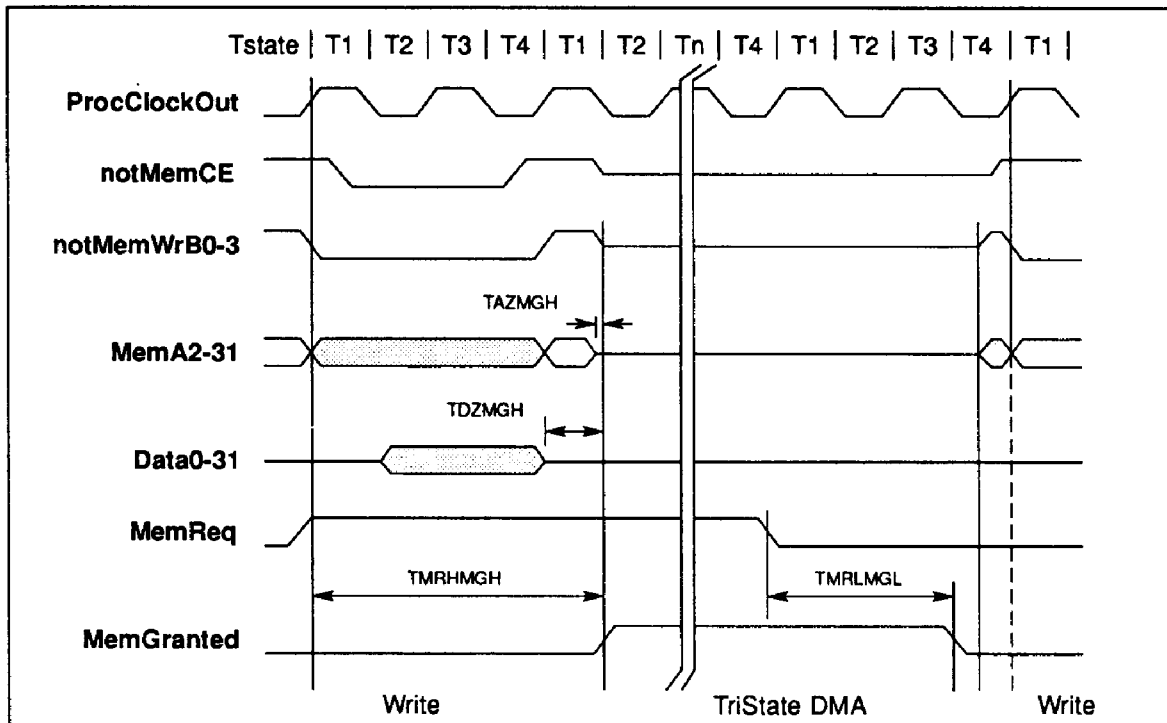 Tstate | T1 | T2 | T3 | T4 | T1 | T2 | Tn | T4 | T1 | T2 | T3 | T4 | T1 |
ProcClockOut
notMemCE
notMemWrB0-3
TAZMGH
MemA2-31
TDZMGH
Data0-31
MemReq
TMRHMGH TMRLMGL
MemGranted
Write TriState DMA Write